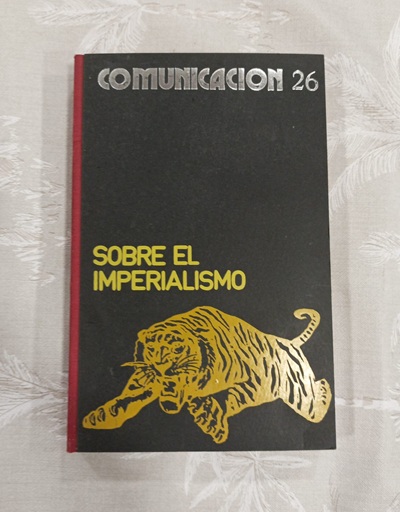 COMUNICACION 26
SOBRE EL
IMPERIALISMO